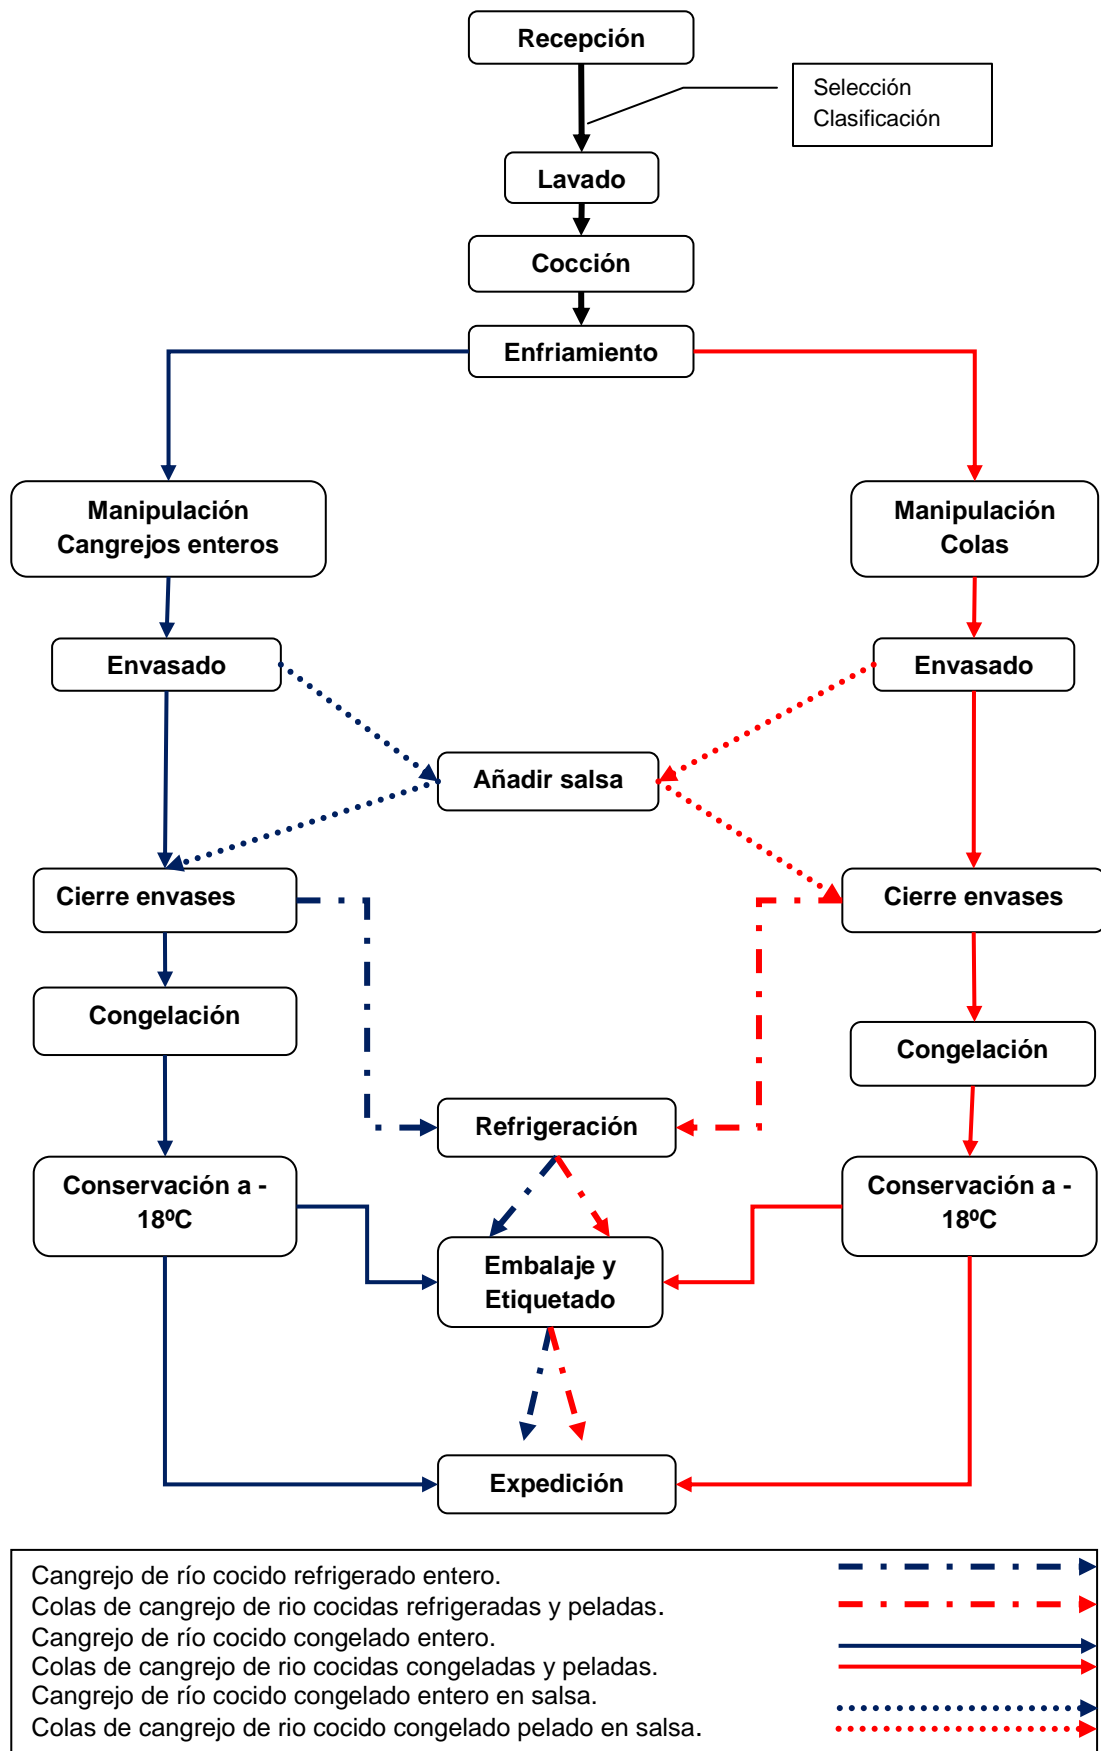 Recepción
Selección
Clasificación
Lavado
Cocción
Enfriamiento
Manipulación
Cangrejos enteros
Manipulación
Colas
Envasado
Envasado
Añadir salsa
Cierre envases
Cierre envases
Congelación
Congelación
Refrigeración
Conservación a -
18ºC
Conservación a -
18ºC
Embalaje y
Etiquetado
Expedición
Cangrejo de río cocido refrigerado entero.
Colas de cangrejo de rio cocidas refrigeradas y peladas.
Cangrejo de río cocido congelado entero.
Colas de cangrejo de rio cocidas congeladas y peladas.
Cangrejo de río cocido congelado entero en salsa.
Colas de cangrejo de rio cocido congelado pelado en salsa.